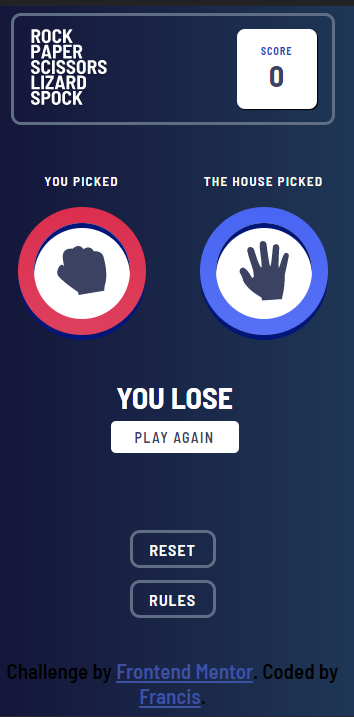 ROCK
PAPER
SCISSORS
LIZARD
SPOCK
SCORE
0
YOU PICKED
THE HOUSE PICKED
YOU LOSE
PLAY AGAIN
RESET
RULES
Challenge by Frontend Mentor. Coded by
Francis.